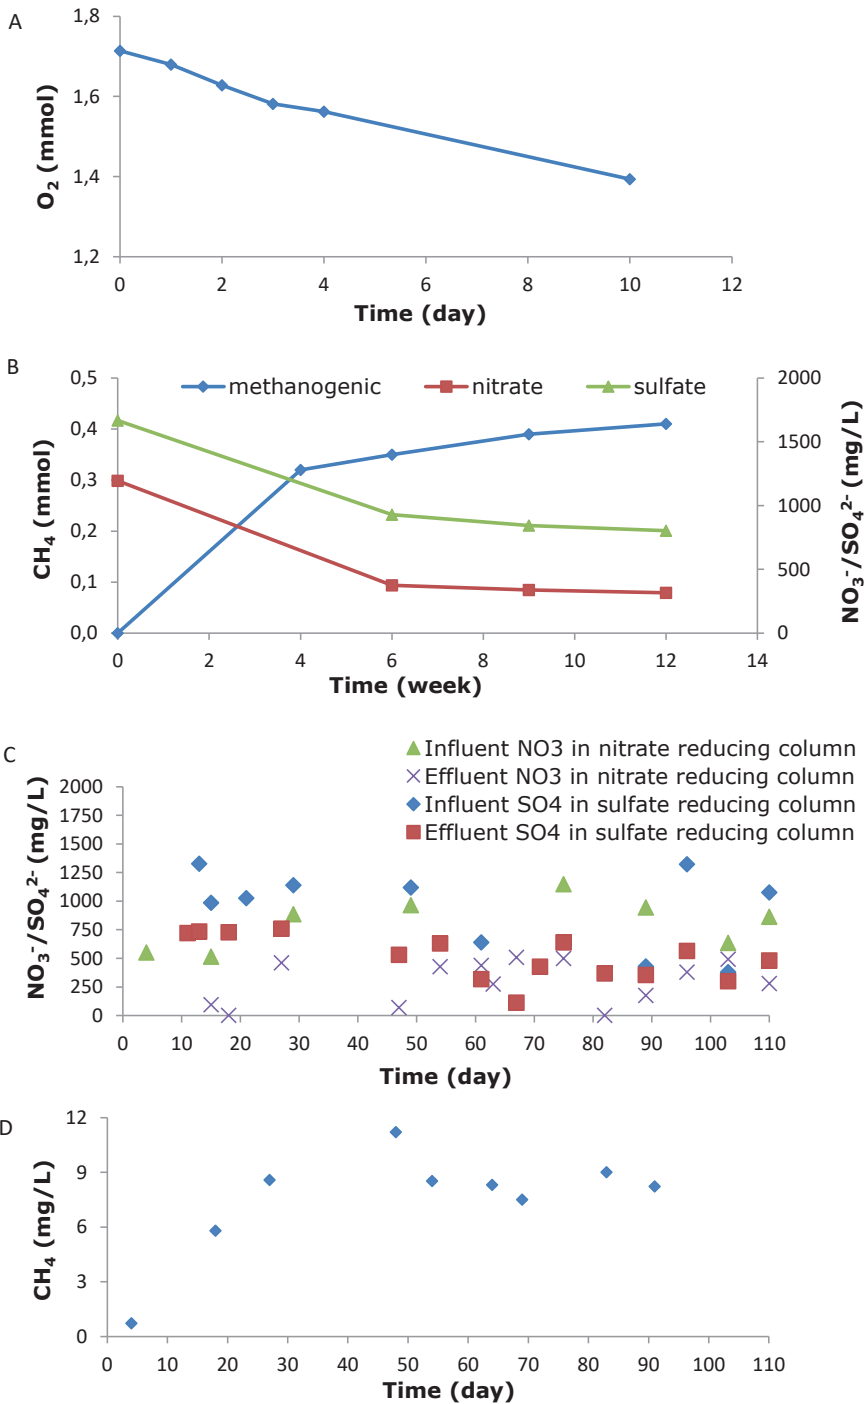 A
1,8
1,6
1,4
1,2
O2 (mmol)
0 2 4 6 8 10 12
Time (day)
B
methanogenic nitrate sulfate
0,5
0,4
0,3
0,2
0,1
0,0
CH4 (mmol)
2000
1500
1000
500
0
NO3-/SO42- (mg/L)
0 2 4 6 8 10 12 14
Time (week)
C
Influent NO3 in nitrate reducing column
Effluent NO3 in nitrate reducing column
Influent SO4 in sulfate reducing column
Effluent SO4 in sulfate reducing column
2000
1750
1500
1250
1000
750
500
250
0
NO3-/SO42- (mg/L)
0 10 20 30 40 50 60 70 80 90 100 110
Time (day)
D
12
9
6
3
0
CH4 (mg/L)
0 10 20 30 40 50 60 70 80 90 100 110
Time (day)